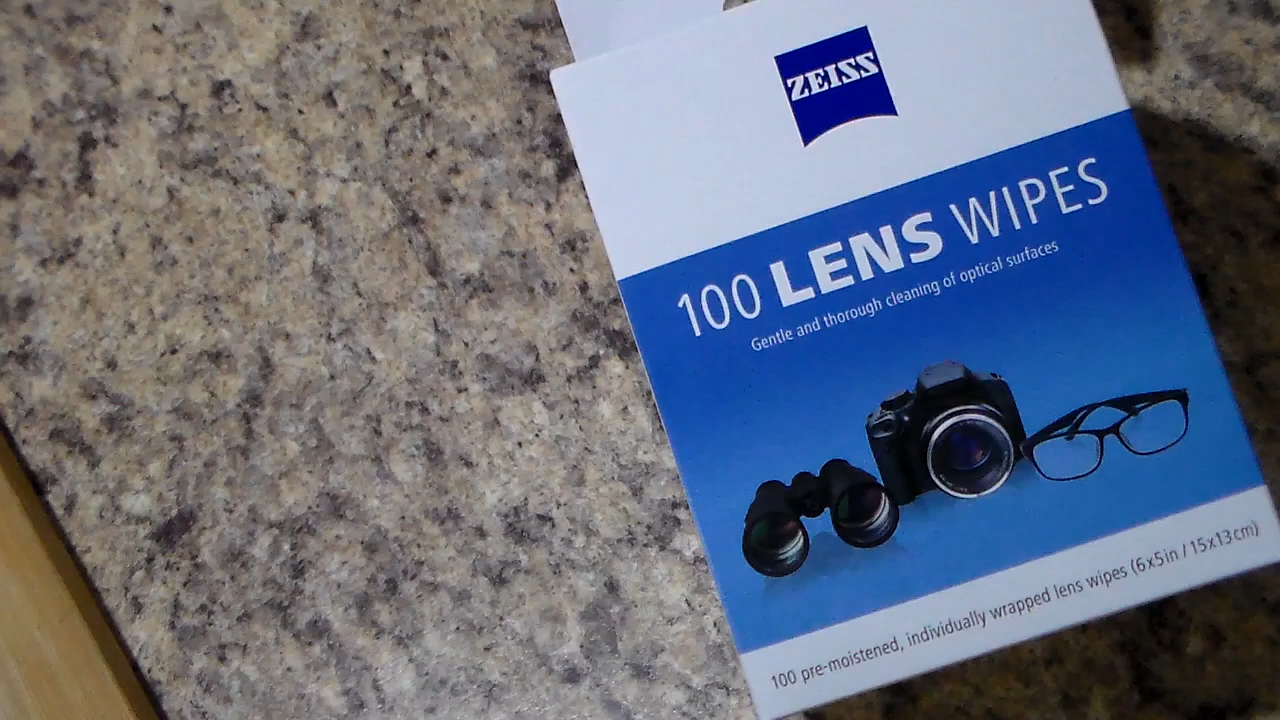 ZEISS
100 LENS WIPES
Gentle and thorough cleaning of optical surfaces
100 pre-moistened, individually wrapped lens wipes (6x5in / 15x13cm)